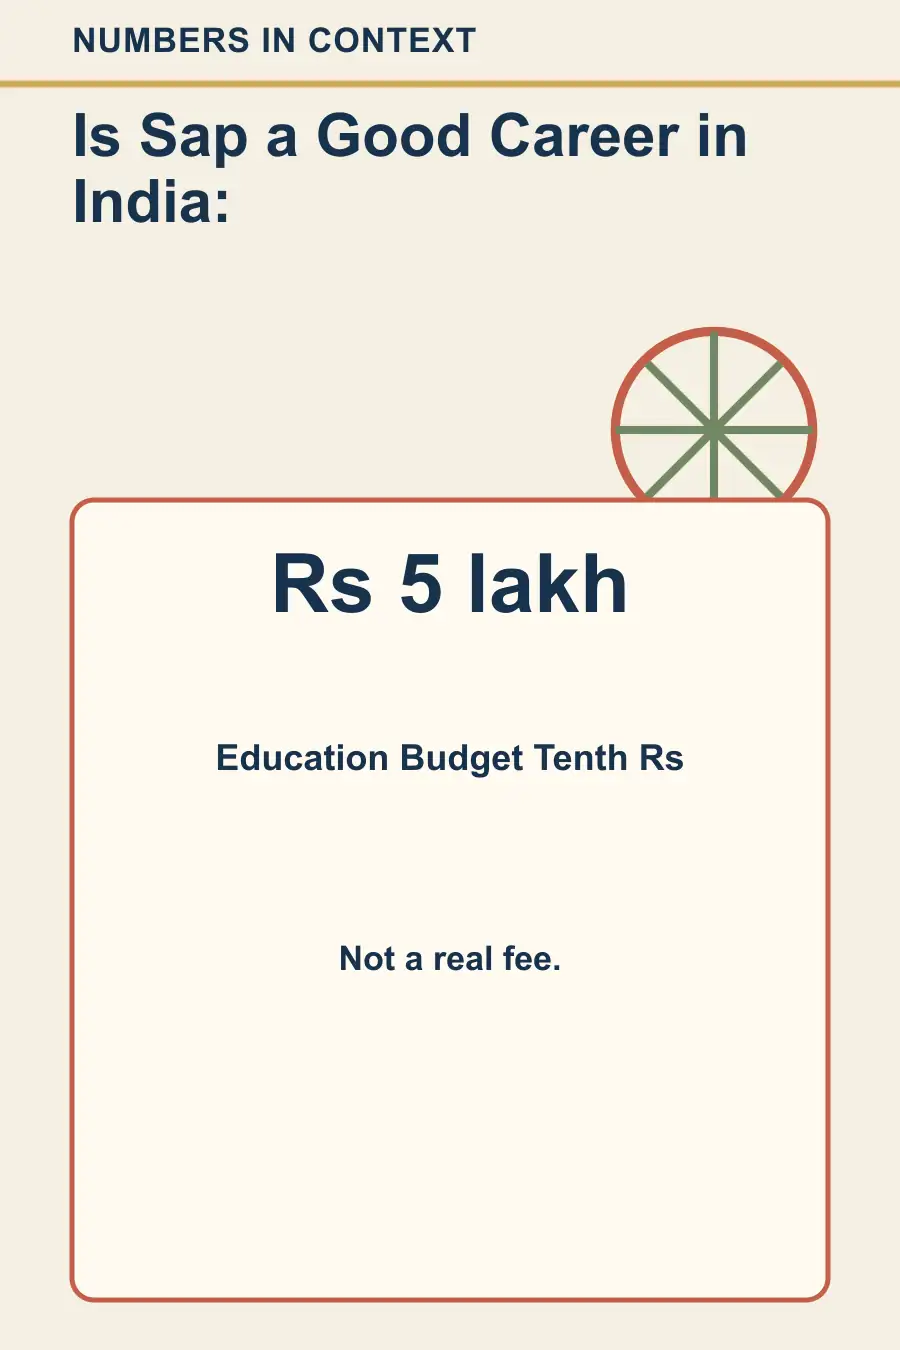 NUMBERS IN CONTEXT
Is Sap a Good Career in
India:
Rs 5 lakh
Education Budget Tenth Rs
Not a real fee.